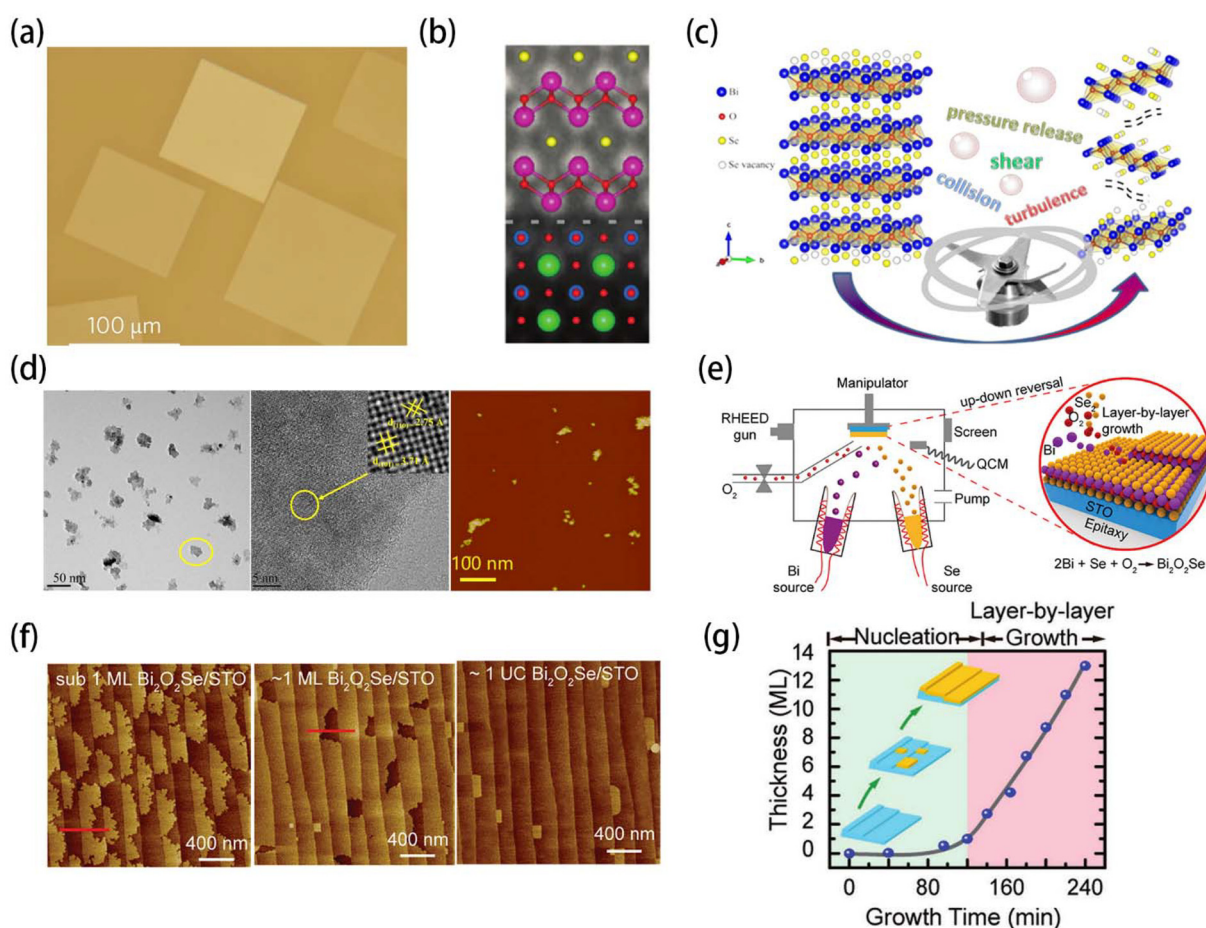 (a)
100 μm
(b)
(c)
Bi
O
Se
Se vacancy
c
b
pressure release
shear
collision
turbulence
(d)
50 nm
5 nm
100 nm
(e)
Manipulator
up-down reversal
RHEED
gun
Screen
QCM
O₂
Pump
Bi
source
Se
source
Se₂
O₂
Layer-by-layer
growth
Bi
STO
Epitaxy
2Bi + Se + O₂ → Bi₂O₂Se
(f)
sub 1 ML Bi₂O₂Se/STO
400 nm
~1 ML Bi₂O₂Se/STO
400 nm
~ 1 UC Bi₂O₂Se/STO
400 nm
(g)
Layer-by-layer
Nucleation
Growth
Thickness (ML)
14
12
10
8
6
4
2
0
0
80
160
240
Growth Time (min)